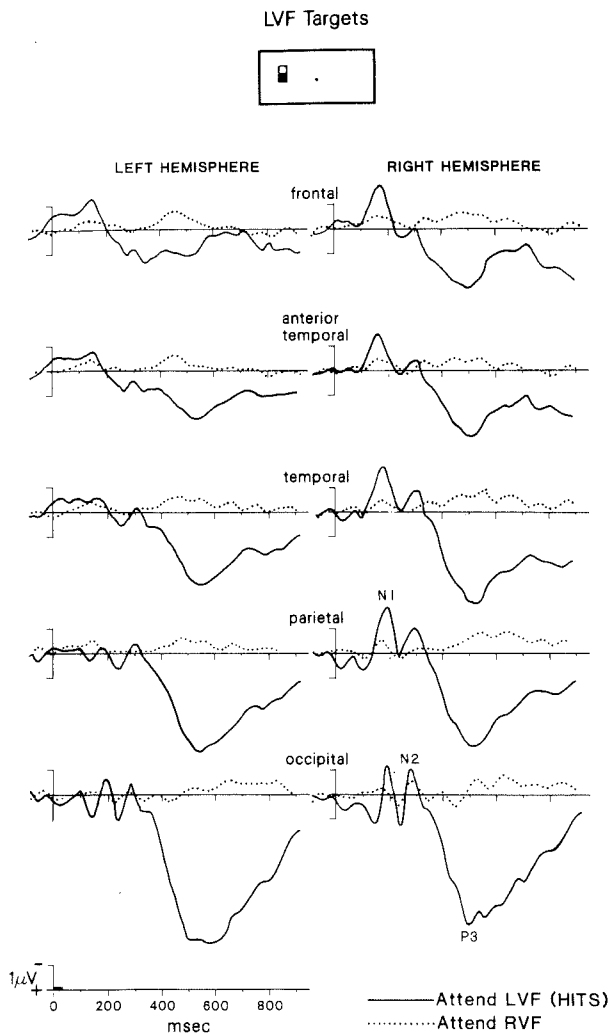 LVF Targets
LEFT HEMISPHERE
RIGHT HEMISPHERE
frontal
anterior
temporal
temporal
N1
parietal
occipital
N2
P3
1μV
-
+
0 200 400 600 800
msec
Attend LVF (HITS)
Attend RVF